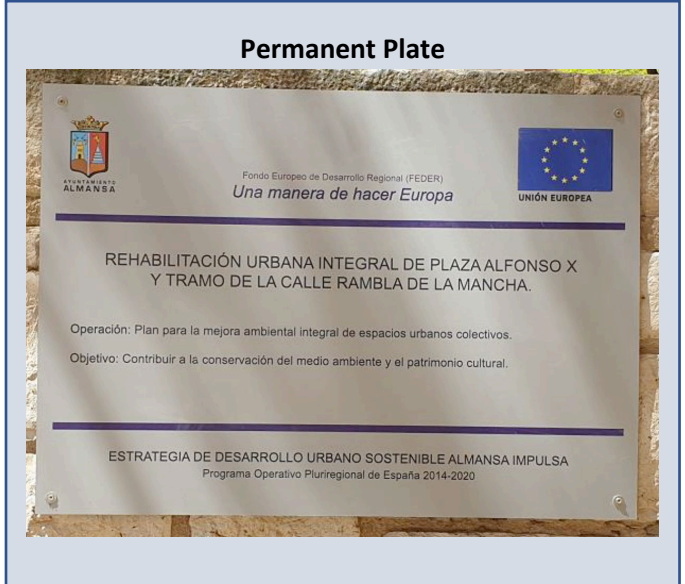 Permanent Plate
AYUNTAMIENTO
ALMANSA
Fondo Europeo de Desarrollo Regional (FEDER)
Una manera de hacer Europa
UNIÓN EUROPEA
REHABILITACIÓN URBANA INTEGRAL DE PLAZA ALFONSO X
Y TRAMO DE LA CALLE RAMBLA DE LA MANCHA.
Operación: Plan para la mejora ambiental integral de espacios urbanos colectivos.
Objetivo: Contribuir a la conservación del medio ambiente y el patrimonio cultural.
ESTRATEGIA DE DESARROLLO URBANO SOSTENIBLE ALMANSA IMPULSA
Programa Operativo Pluriregional de España 2014-2020